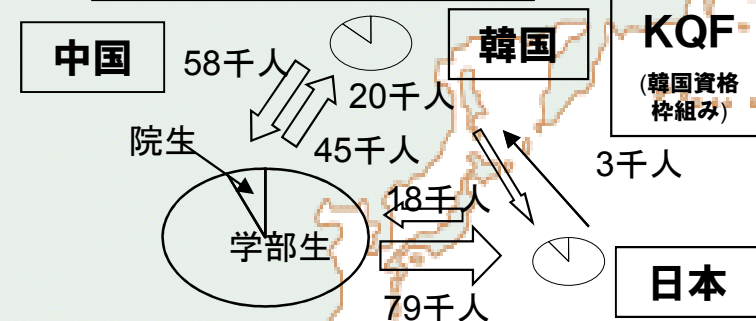 中国
58千人
韓国
KQF
(韓国資格
枠組み)
20千人
45千人
院生
3千人
18千人
学部生
日本
79千人